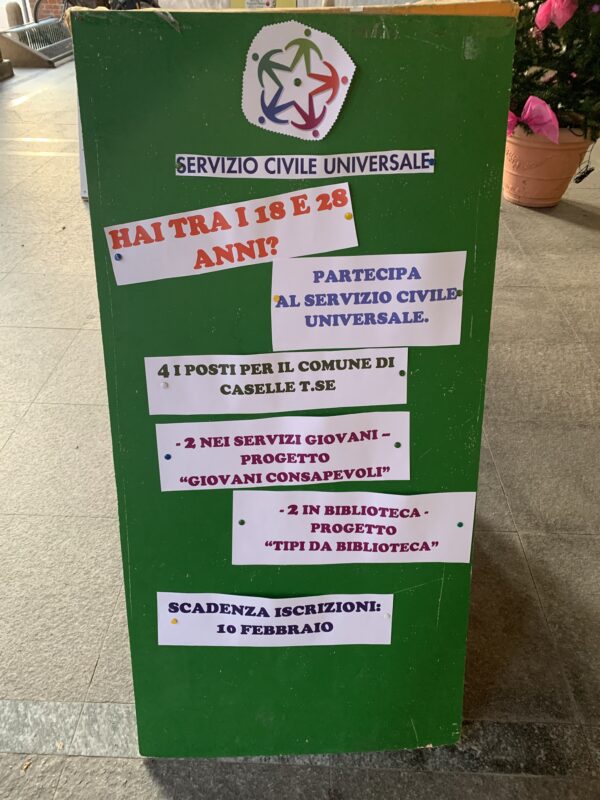 SERVIZIO CIVILE UNIVERSALE
HAI TRA I 18 E 28
ANNI?
PARTECIPA
AL SERVIZIO CIVILE
UNIVERSALE.
4 I POSTI PER IL COMUNE DI
CASELLE T.SE
- 2 NEI SERVIZI GIOVANI –
PROGETTO
“GIOVANI CONSAPEVOLI”
- 2 IN BIBLIOTECA -
PROGETTO
“TIPI DA BIBLIOTECA”
SCADENZA ISCRIZIONI:
10 FEBBRAIO